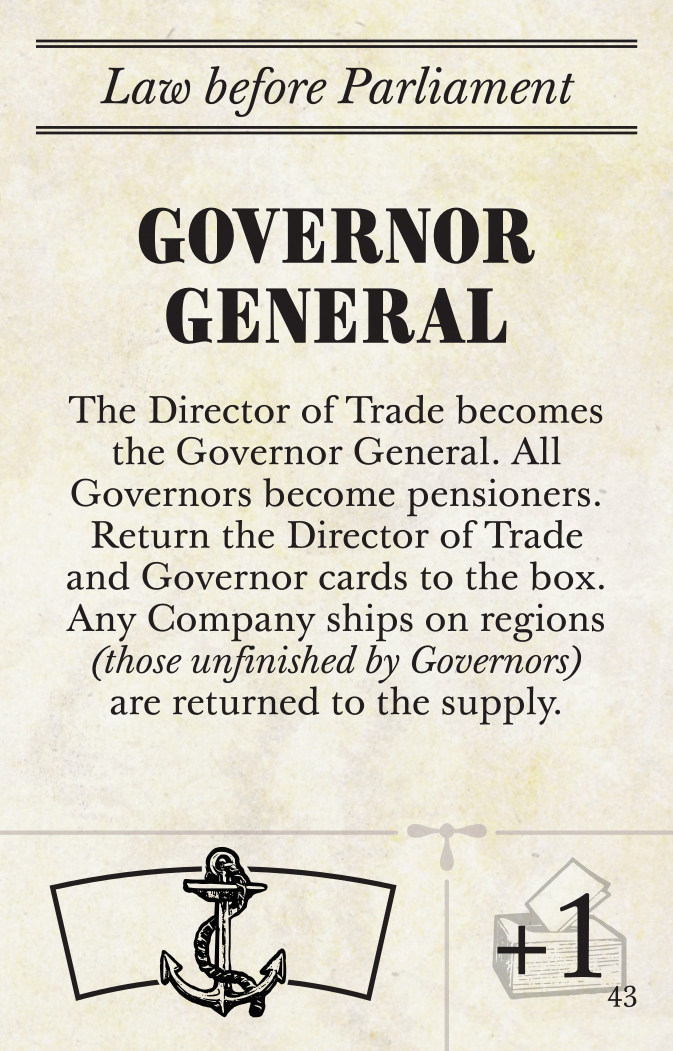 Law before Parliament
GOVERNOR
GENERAL
The Director of Trade becomes
the Governor General. All
Governors become pensioners.
Return the Director of Trade
and Governor cards to the box.
Any Company ships on regions
(those unfinished by Governors)
are returned to the supply.
+1
43